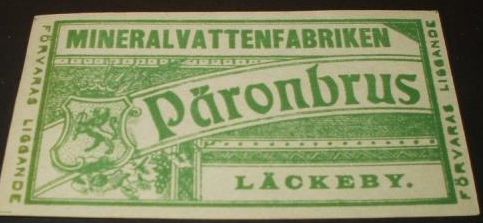 MINERALVATTENFABRIKEN
FÖRVARAS LIGGANDE
Päronbrus
LÄCKEBY.
FÖRVARAS LIGGANDE